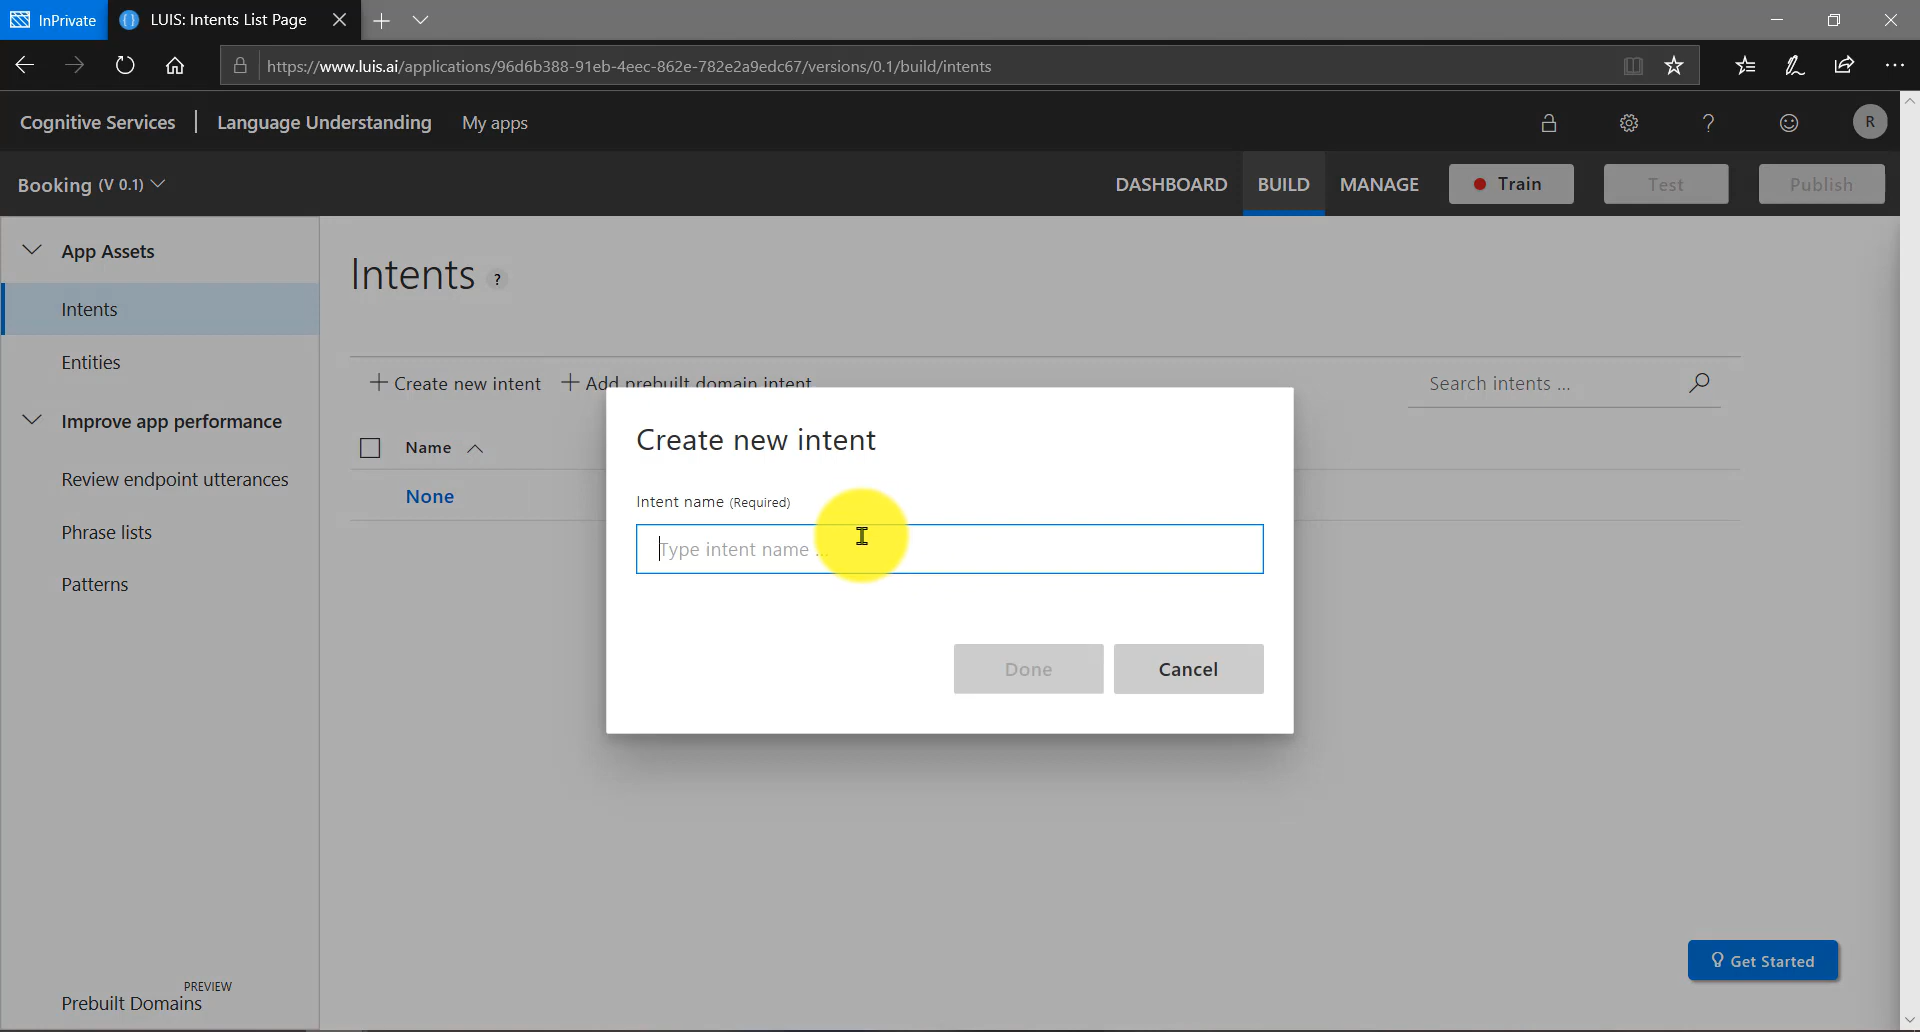 InPrivate
LUIS: Intents List Page
https://www.luis.ai/applications/96d6b388-91eb-4eec-862e-782e2a9edc67/versions/0.1/build/intents
Cognitive Services | Language Understanding My apps
? R
Booking (V 0.1)
DASHBOARD BUILD MANAGE Train Test Publish
App Assets
Intents
Entities
Improve app performance
Review endpoint utterances
Phrase lists
Patterns
PREVIEW
Prebuilt Domains
Intents ?
+ Create new intent + Add prebuilt domain intent
Search intents ...
Name
None
Create new intent
Intent name (Required)
Type intent name ...
Done Cancel
Get Started